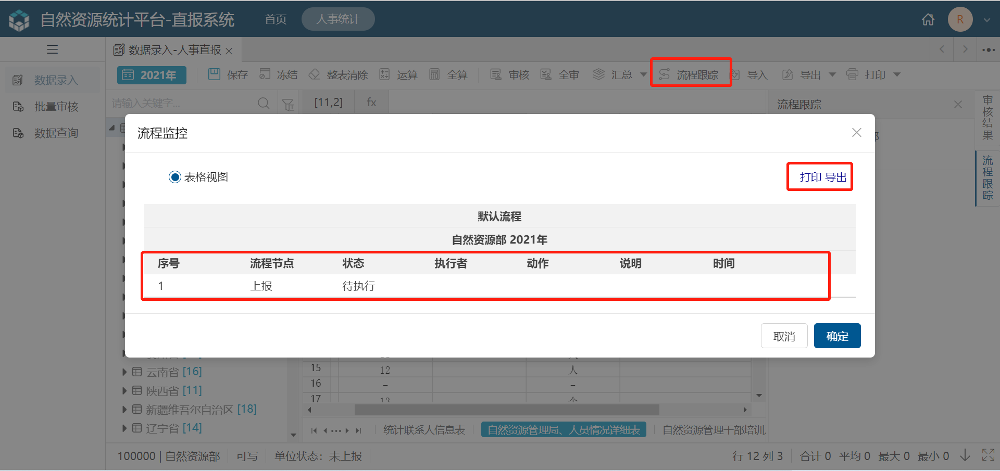 自然资源统计平台-直报系统 首页 人事统计 R
数据录入-人事直报
2021年 保存 冻结 整表清除 运算 全算 审核 全审 汇总 流程跟踪 导入 导出 打印
数据录入
批量审核
数据查询
请输入关键字... [11,2] fx 流程跟踪
审核结果
流程跟踪
流程监控
表格视图 打印 导出
默认流程
自然资源部 2021年
序号 流程节点 状态 执行者 动作 说明 时间
1 上报 待执行
取消 确定
云南省 [16]
陕西省 [11]
新疆维吾尔自治区 [18]
辽宁省 [14]
15 12 人
16 – –
17 13 个
统计联系人信息表 自然资源管理局、人员情况详细表 自然资源管理干部培训
100000 | 自然资源部 可写 单位状态：未上报 行 12 列 3 合计 0 平均 0 最大 0 最小 0